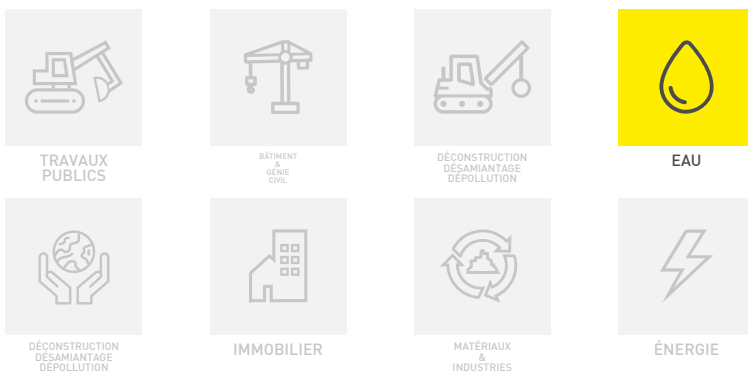 TRAVAUX
PUBLICS
BÂTIMENT
&
GÉNIE
CIVIL
DÉCONSTRUCTION
DÉSAMIANTAGE
DÉPOLLUTION
EAU
DÉCONSTRUCTION
DÉSAMIANTAGE
DÉPOLLUTION
IMMOBILIER
MATÉRIAUX
&
INDUSTRIES
ÉNERGIE